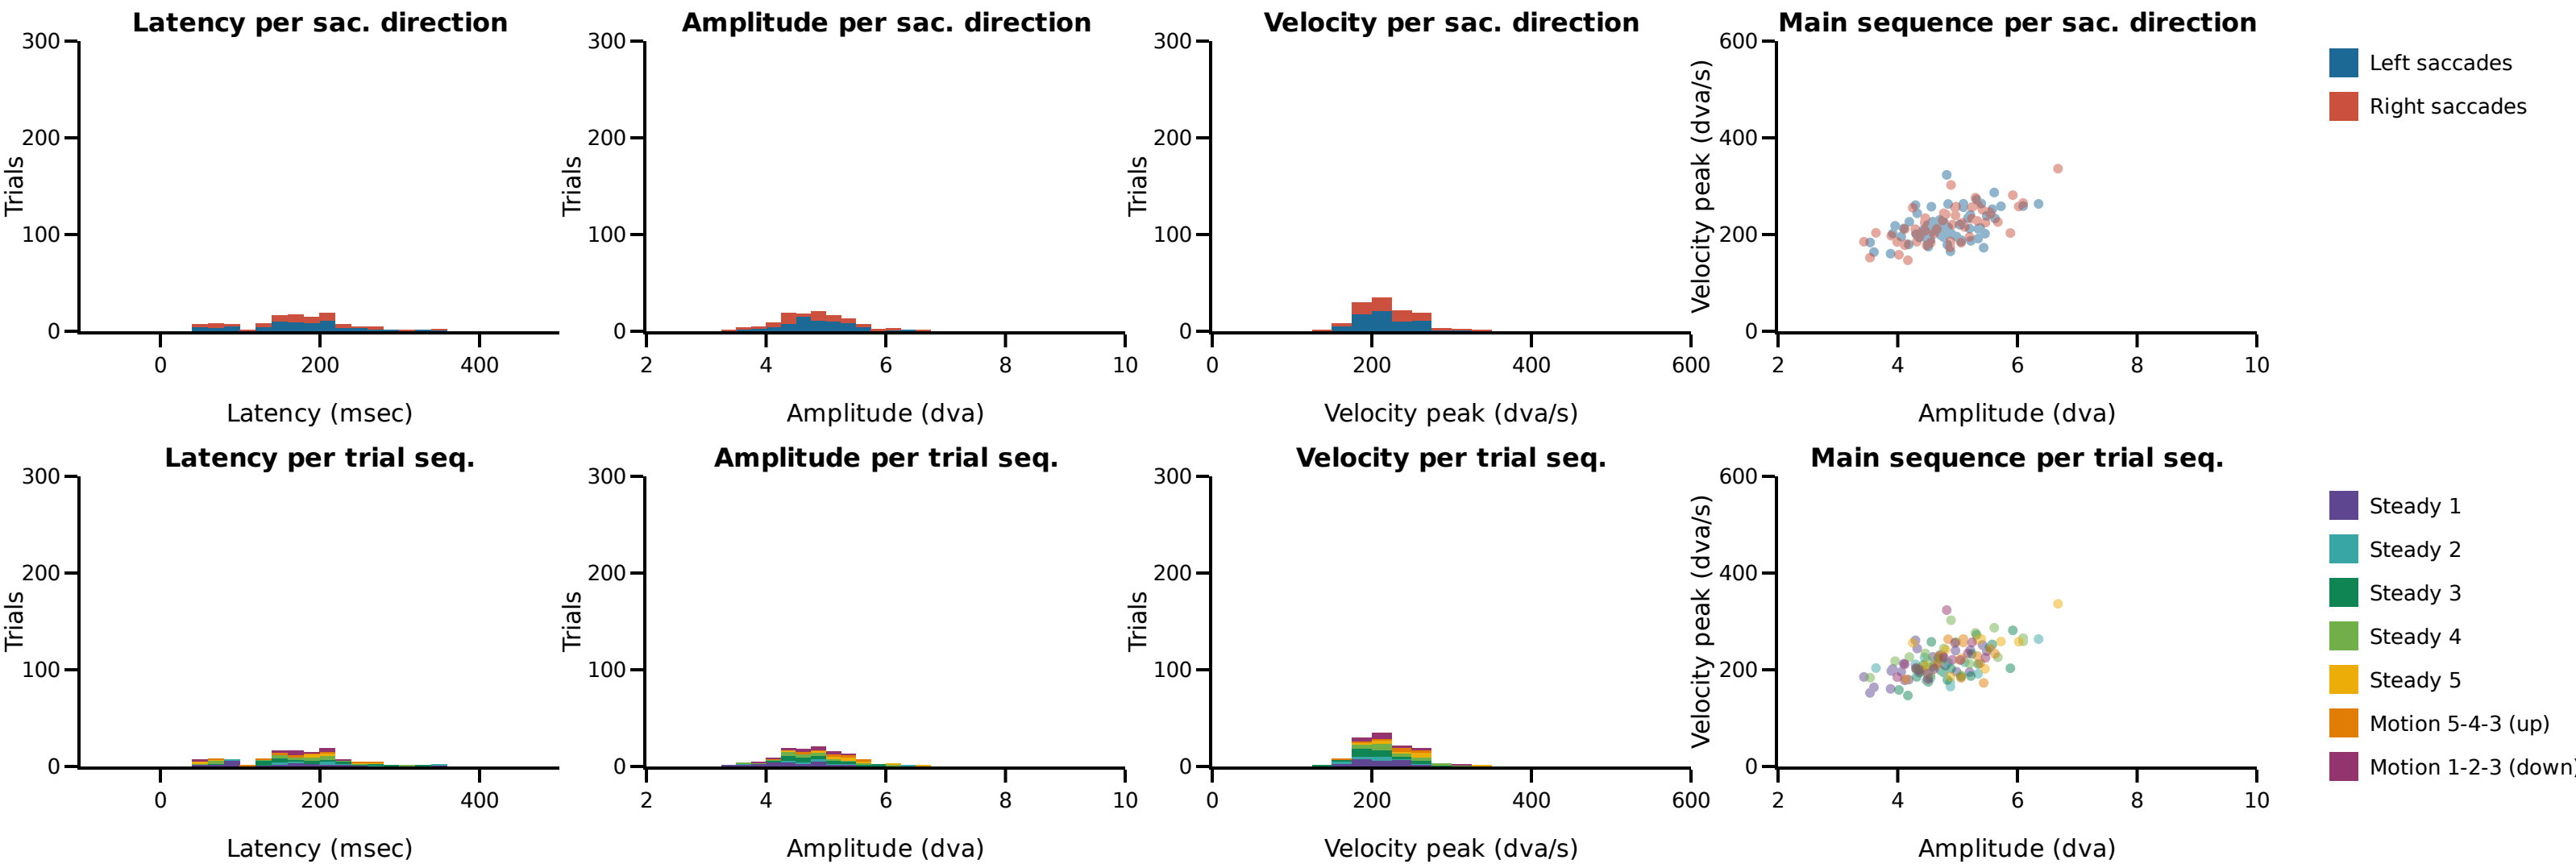 Latency per sac. direction
300
200
100
0
Trials
0 200 400
Latency (msec)
Amplitude per sac. direction
300
200
100
0
Trials
2 4 6 8 10
Amplitude (dva)
Velocity per sac. direction
300
200
100
0
Trials
0 200 400 600
Velocity peak (dva/s)
Main sequence per sac. direction
600
400
200
0
Velocity peak (dva/s)
2 4 6 8 10
Amplitude (dva)
Left saccades
Right saccades
Latency per trial seq.
300
200
100
0
Trials
0 200 400
Latency (msec)
Amplitude per trial seq.
300
200
100
0
Trials
2 4 6 8 10
Amplitude (dva)
Velocity per trial seq.
300
200
100
0
Trials
0 200 400 600
Velocity peak (dva/s)
Main sequence per trial seq.
600
400
200
0
Velocity peak (dva/s)
2 4 6 8 10
Amplitude (dva)
Steady 1
Steady 2
Steady 3
Steady 4
Steady 5
Motion 5-4-3 (up)
Motion 1-2-3 (down)